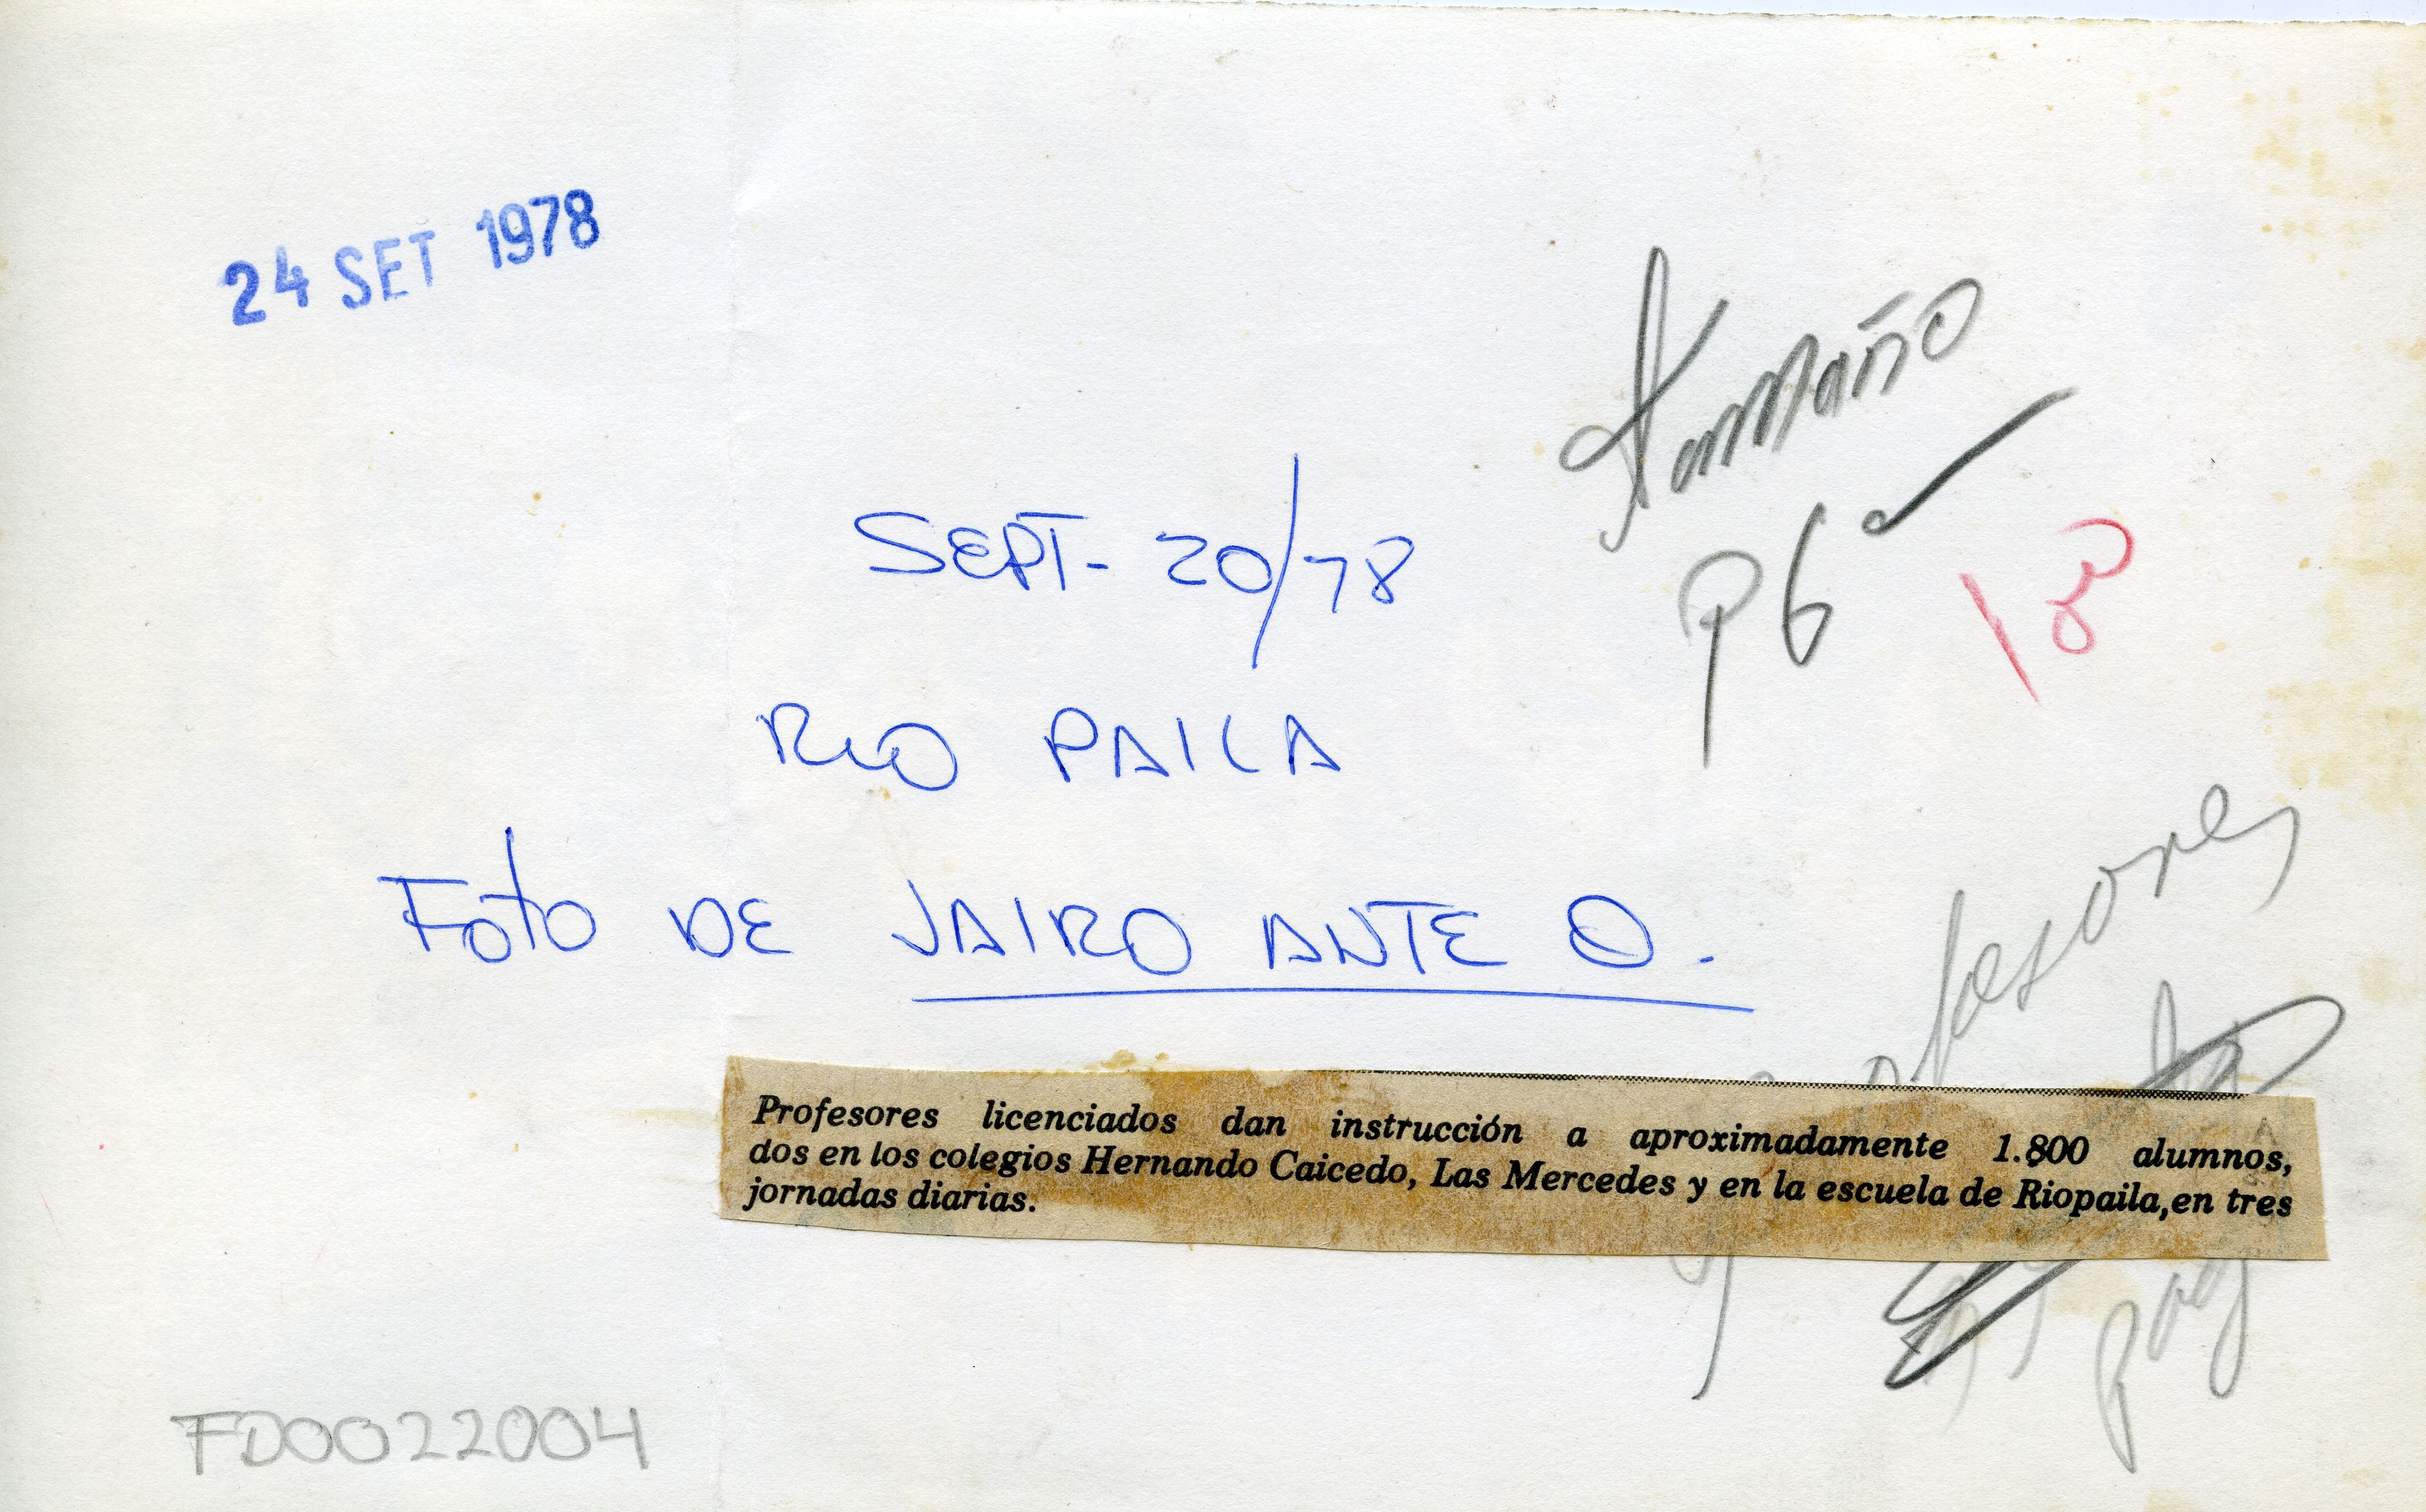 24 SET 1978
tamaño
P6
SEPT- 20/78
RIO PAILA
FOTO DE JAIRO ANTE O.
Profesores
Profesores licenciados dan instrucción a aproximadamente 1.800 alumnos,
dos en los colegios Hernando Caicedo, Las Mercedes y en la escuela de Riopaila, en tres
jornadas diarias.
FD0022004